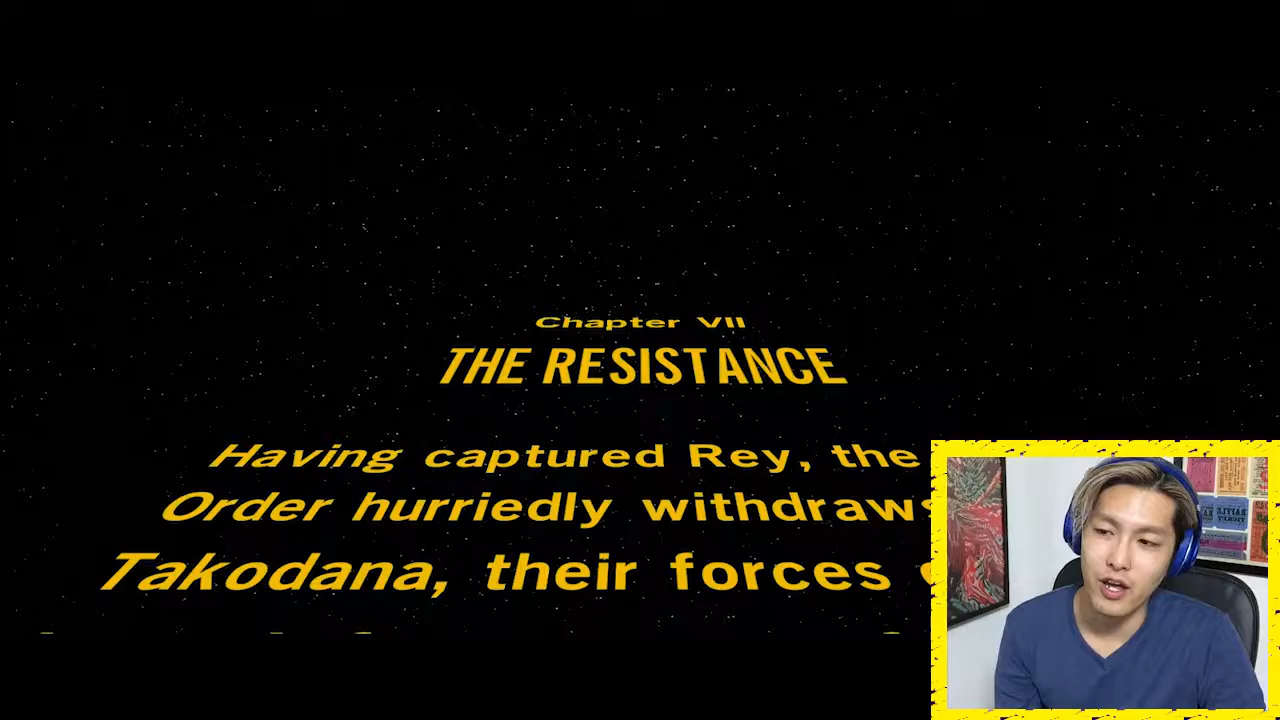 Chapter VII
THE RESISTANCE
Having captured Rey, the
Order hurriedly withdraws
Takodana, their forces